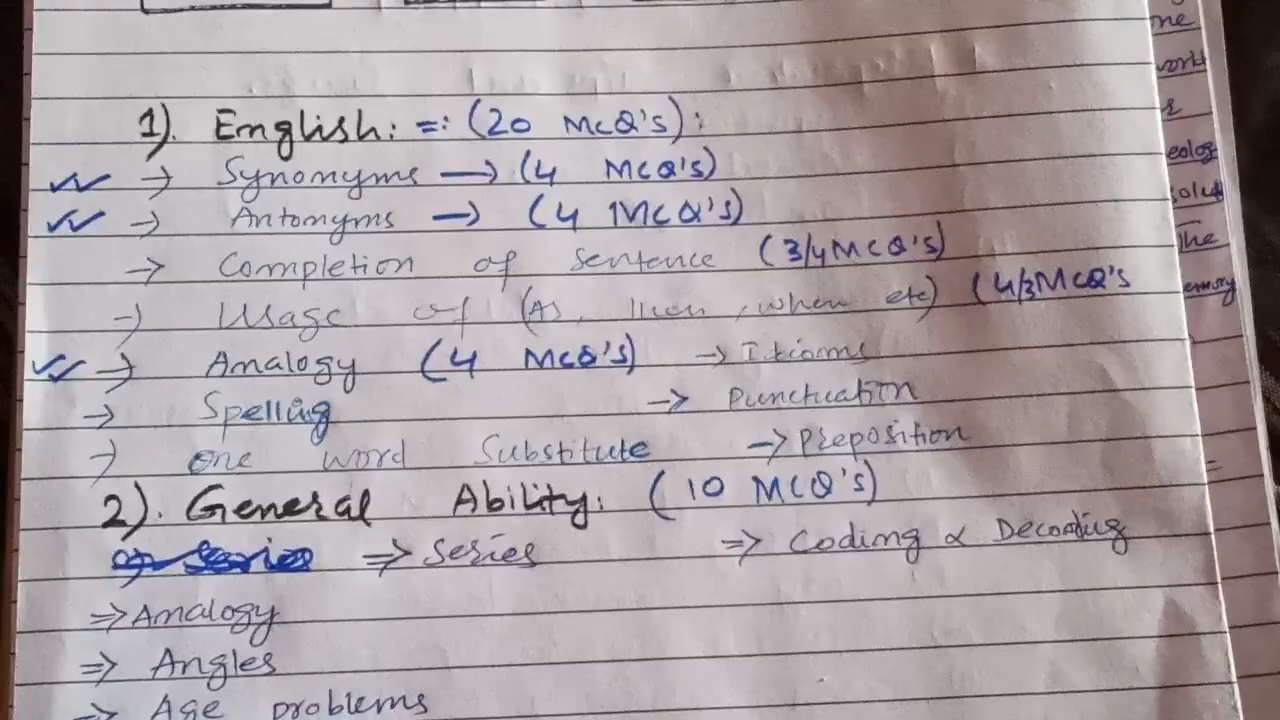 1). English: =: (20 MCQ's):
→ Synonyms → (4 MCQ's)
→ Antonyms → (4 MCQ's)
→ Completion of sentence (3/4 MCQ's)
→ Usage of (As, then, when etc) (4/3 MCQ's
→ Analogy (4 MCQ's) → Idioms
→ Spelling → Punctuation
→ One word Substitute → Preposition
2). General Ability: (10 MCQ's)
⇒ Series ⇒ Coding & Decoding
⇒ Analogy
⇒ Angles
⇒ Age problems